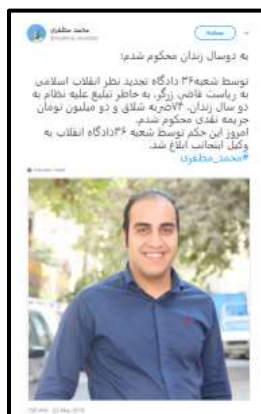 محمد مظفری
به دوسال زندان محکوم شدم؛
توسط شعبه۳۶ دادگاه تجدید نظر انقلاب اسلامی
به ریاست قاضی زرگر، به خاطر تبلیغ علیه نظام به
دو سال زندان، ۷۴ضربه شلاق و دو میلیون تومان
جریمه نقدی محکوم شدم.
امروز این حکم توسط شعبه ۳۶دادگاه انقلاب به
وکیل اینجانب ابلاغ شد.
#محمد_مظفری